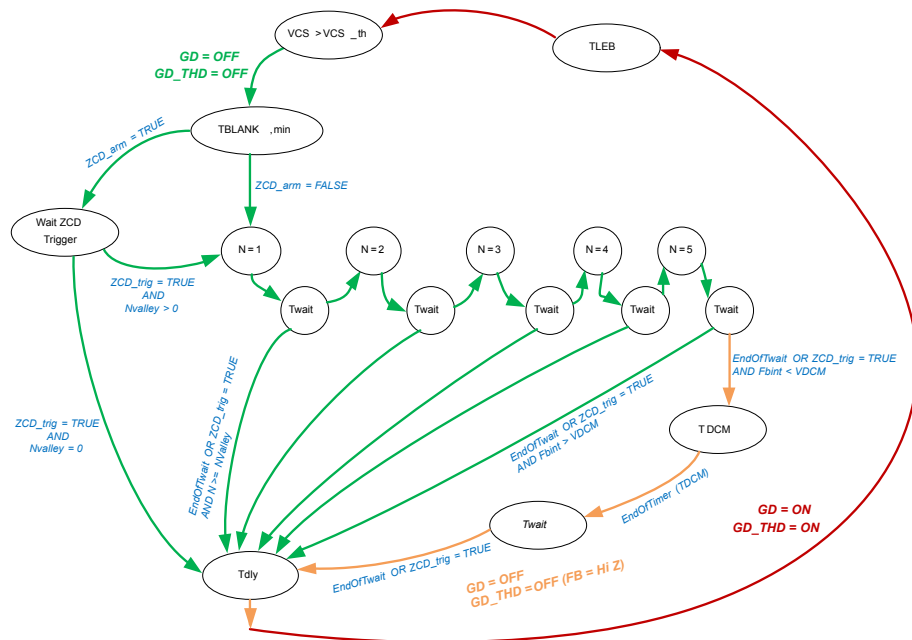 VCS > VCS _th
TLEB
GD = OFF
GD_THD = OFF
TBLANK ,min
ZCD_arm = TRUE
ZCD_arm = FALSE
Wait ZCD
Trigger
N = 1
N = 2
N = 3
N = 4
N = 5
ZCD_trig = TRUE
AND
Nvalley > 0
Twait
Twait
Twait
Twait
Twait
EndOfTwait OR ZCD_trig = TRUE
AND Fbint < VDCM
ZCD_trig = TRUE
AND
Nvalley = 0
EndOfTwait OR ZCD_trig = TRUE
AND N >= NValley
EndOfTwait OR ZCD_trig = TRUE
AND Fbint > VDCM
T DCM
EndOfTimer (TDCM)
Twait
GD = ON
GD_THD = ON
Tdly
EndOfTwait OR ZCD_trig = TRUE
GD = OFF
GD_THD =OFF (FB = Hi Z)